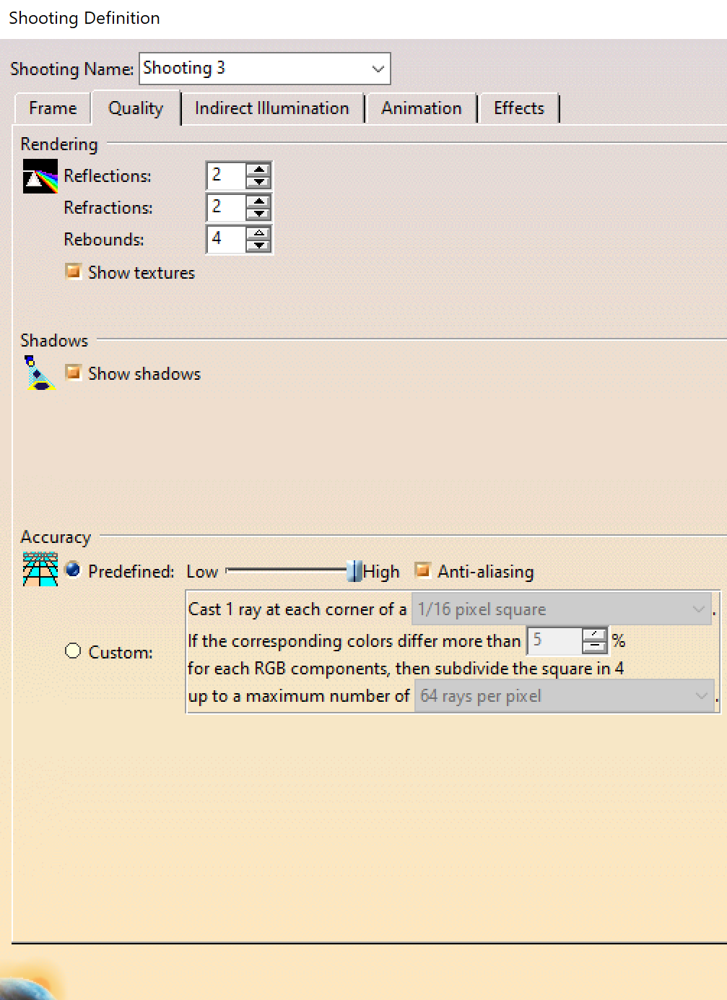 Shooting Definition
Shooting Name: Shooting 3
Frame Quality Indirect Illumination Animation Effects
Rendering
Reflections: 2
Refractions: 2
Rebounds: 4
Show textures
Shadows
Show shadows
Accuracy
Predefined: Low High Anti-aliasing
Cast 1 ray at each corner of a 1/16 pixel square .
If the corresponding colors differ more than 5 %
Custom:
for each RGB components, then subdivide the square in 4
up to a maximum number of 64 rays per pixel .